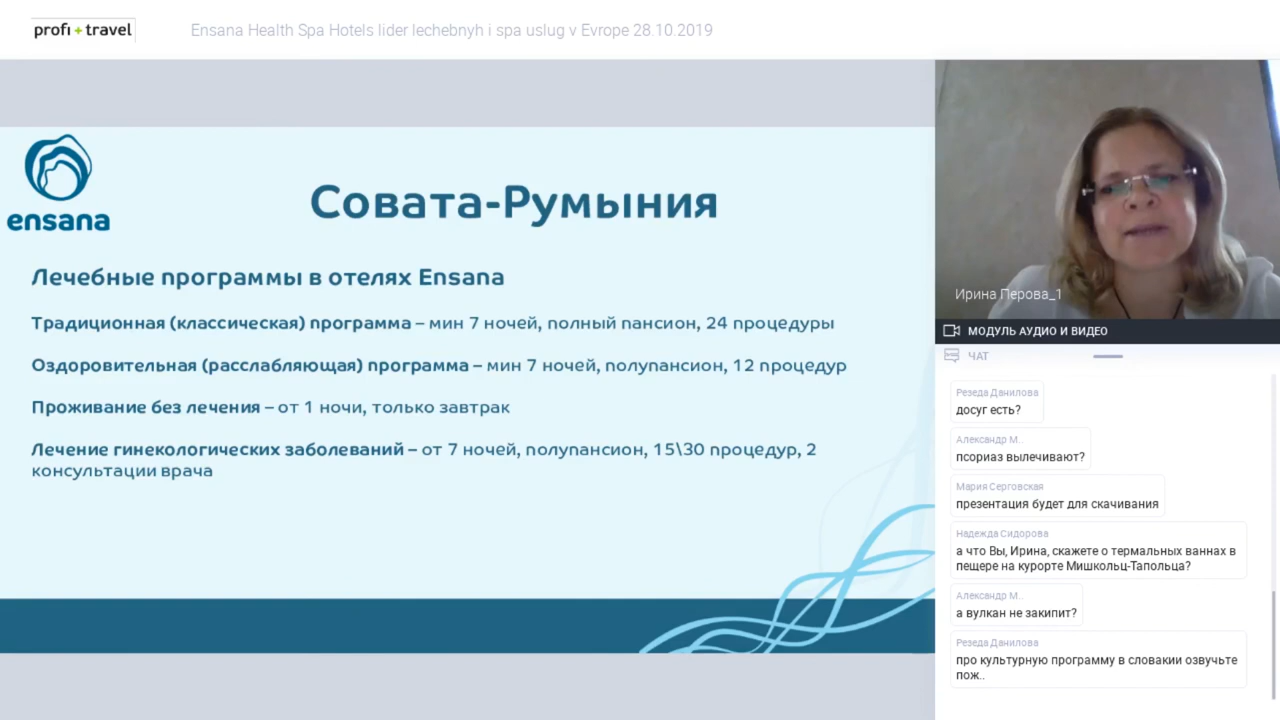 profi + travel
Ensana Health Spa Hotels lider lechebnyh i spa uslug v Evrope 28.10.2019
ensana
Совата-Румыния
Лечебные программы в отелях Ensana
Традиционная (классическая) программа – мин 7 ночей, полный пансион, 24 процедуры
Оздоровительная (расслабляющая) программа – мин 7 ночей, полупансион, 12 процедур
Проживание без лечения – от 1 ночи, только завтрак
Лечение гинекологических заболеваний – от 7 ночей, полупансион, 15\30 процедур, 2
консультации врача
Ирина Перова_1
МОДУЛЬ АУДИО И ВИДЕО
ЧАТ
Резеда Данилова
досуг есть?
Александр М..
псориаз вылечивают?
Мария Серговская
презентация будет для скачивания
Надежда Сидорова
а что Вы, Ирина, скажете о термальных ваннах в
пещере на курорте Мишкольц-Тапольца?
Александр М..
а вулкан не закипит?
Резеда Данилова
про культурную программу в словакии озвучьте
пож..